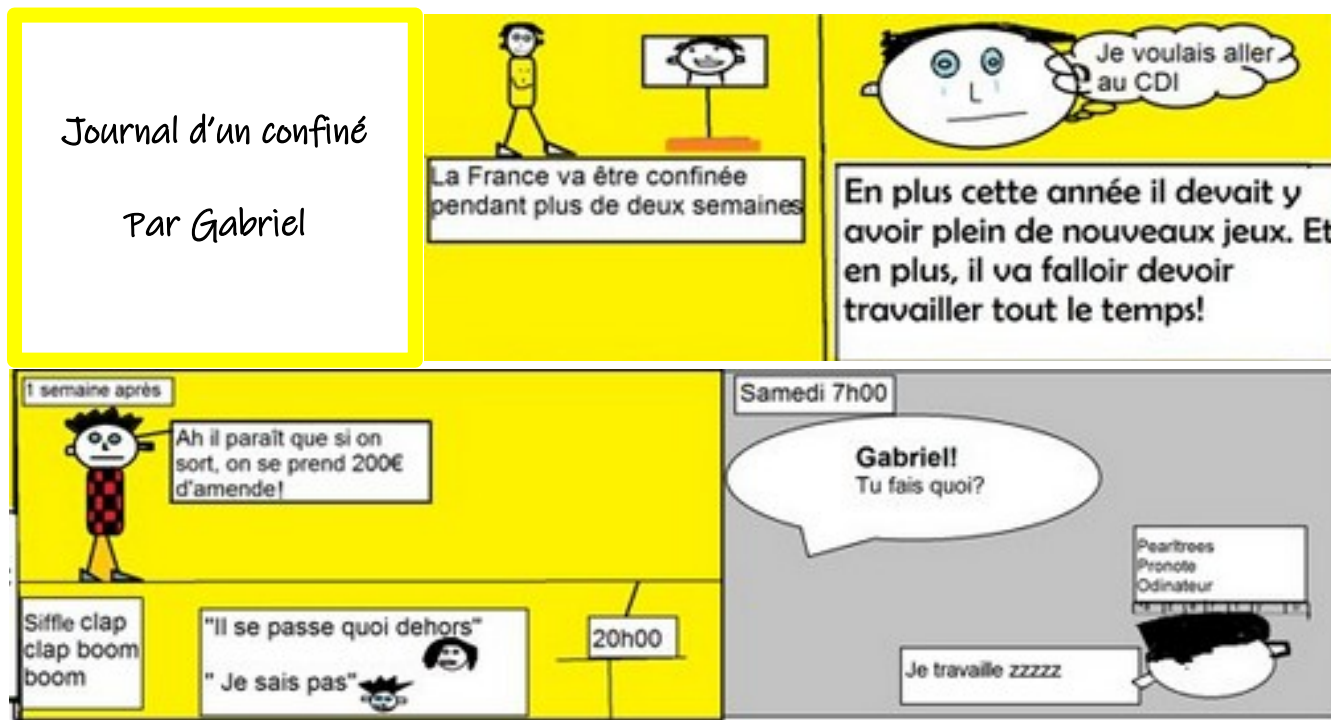 Journal d'un confiné
Par Gabriel
La France va être confinée
pendant plus de deux semaines
Je voulais aller
au CDI
En plus cette année il devait y
avoir plein de nouveaux jeux. Et
en plus, il va falloir devoir
travailler tout le temps!
1 semaine après
Ah il paraît que si on
sort, on se prend 200€
d'amende!
Siffle clap
clap boom
boom
"Il se passe quoi dehors"
" Je sais pas"
20h00
Samedi 7h00
Gabriel!
Tu fais quoi?
Pearltrees
Pronote
Odinateur
Je travaille zzzzz